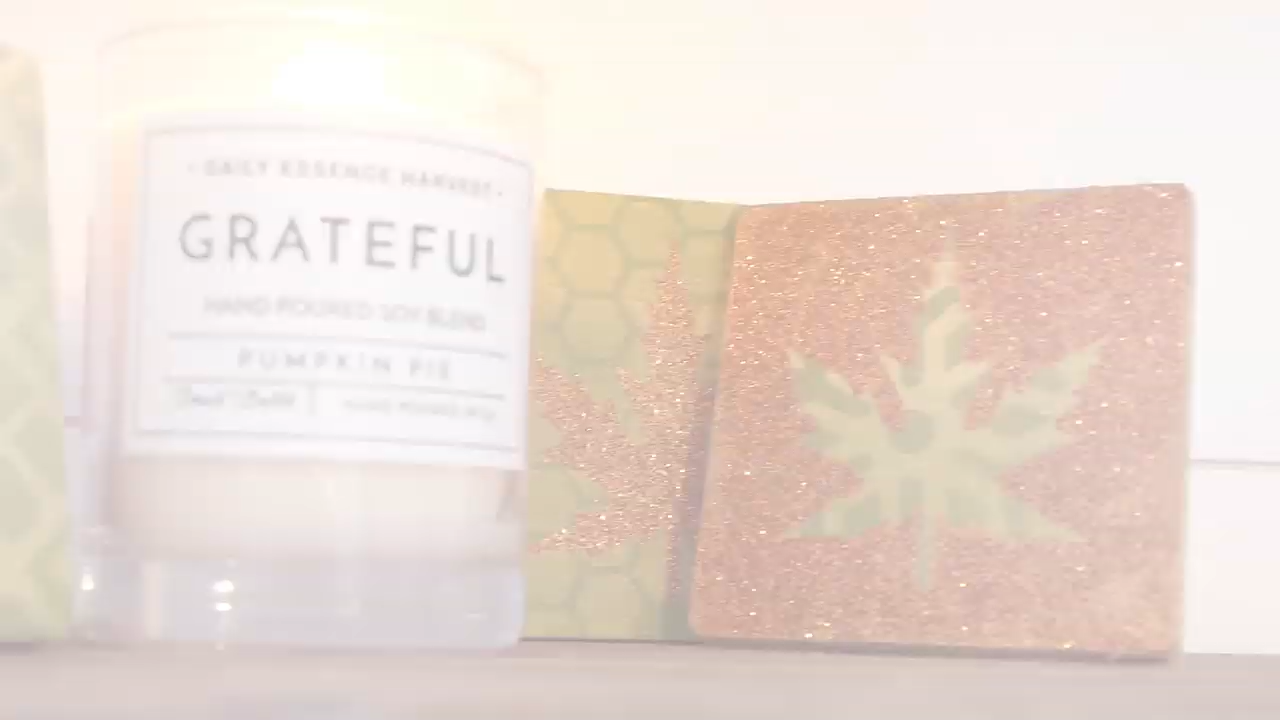 • DAILY ESSENCE HARVEST •
GRATEFUL
HAND POURED SOY BLEND
PUMPKIN PIE